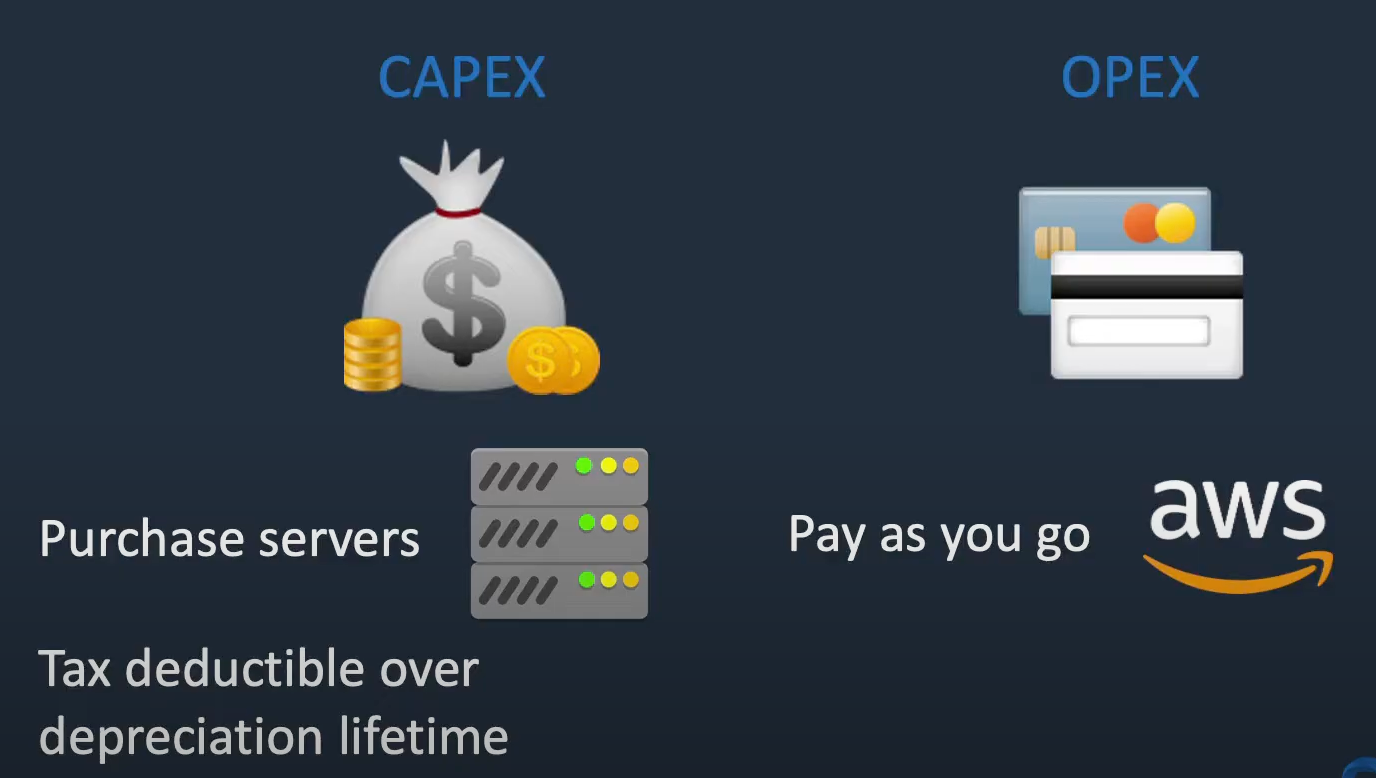 CAPEX
OPEX
$
$
$
Purchase servers
Pay as you go
aws
Tax deductible over
depreciation lifetime